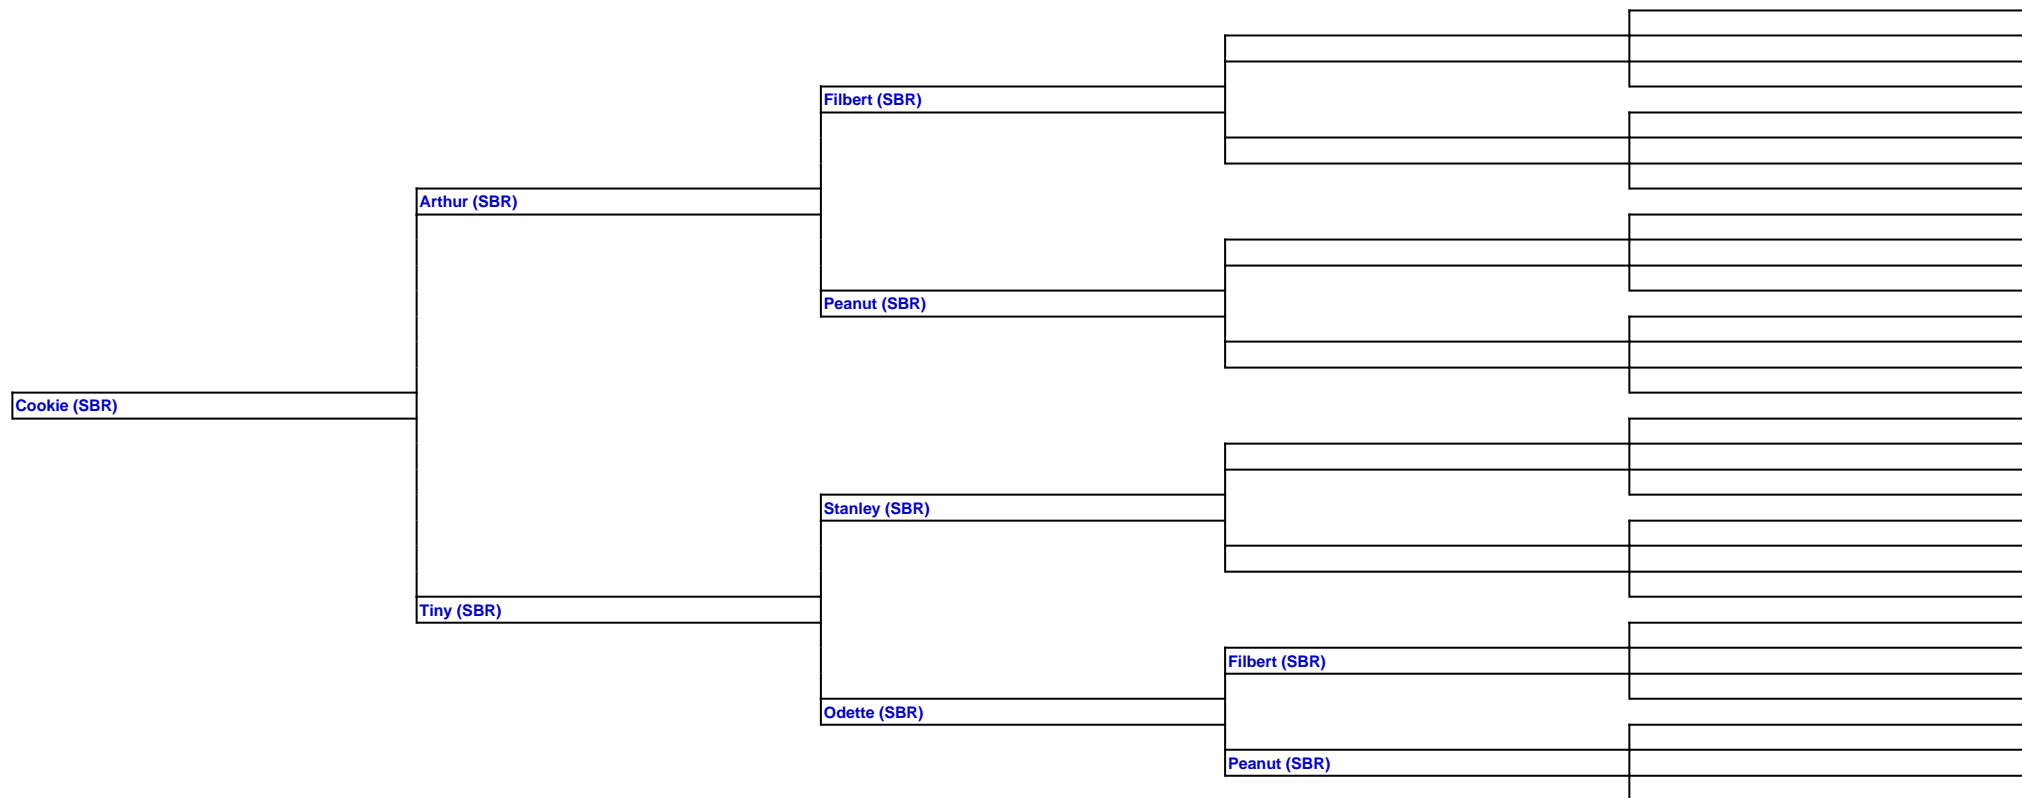 Filbert (SBR)
Arthur (SBR)
Peanut (SBR)
Cookie (SBR)
Stanley (SBR)
Tiny (SBR)
Filbert (SBR)
Odette (SBR)
Peanut (SBR)